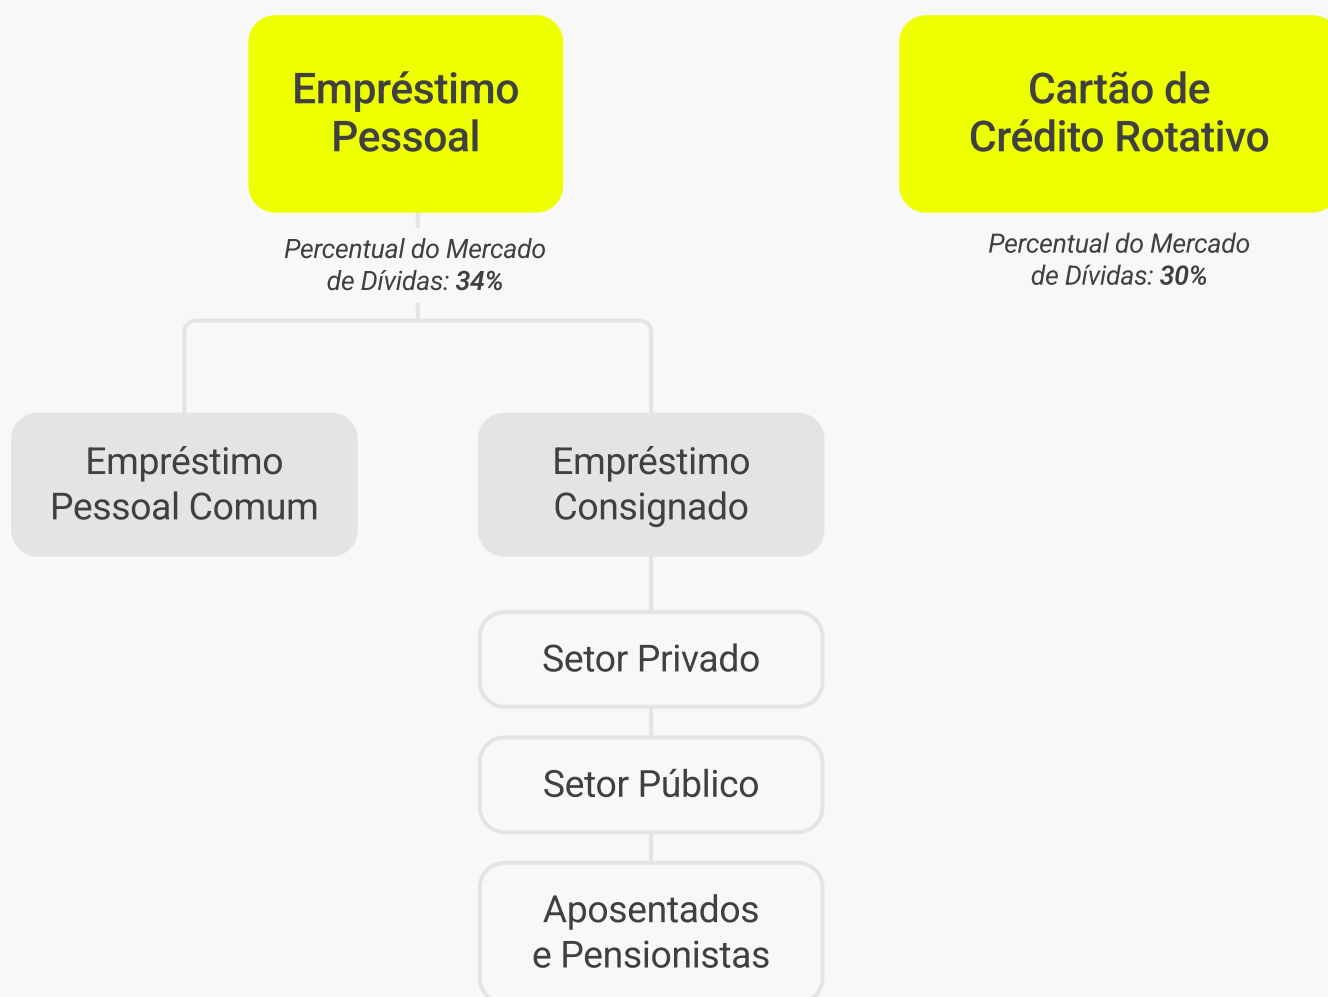 Empréstimo
Pessoal
Percentual do Mercado
de Dívidas: 34%
Cartão de
Crédito Rotativo
Percentual do Mercado
de Dívidas: 30%
Empréstimo
Pessoal Comum
Empréstimo
Consignado
Setor Privado
Setor Público
Aposentados
e Pensionistas